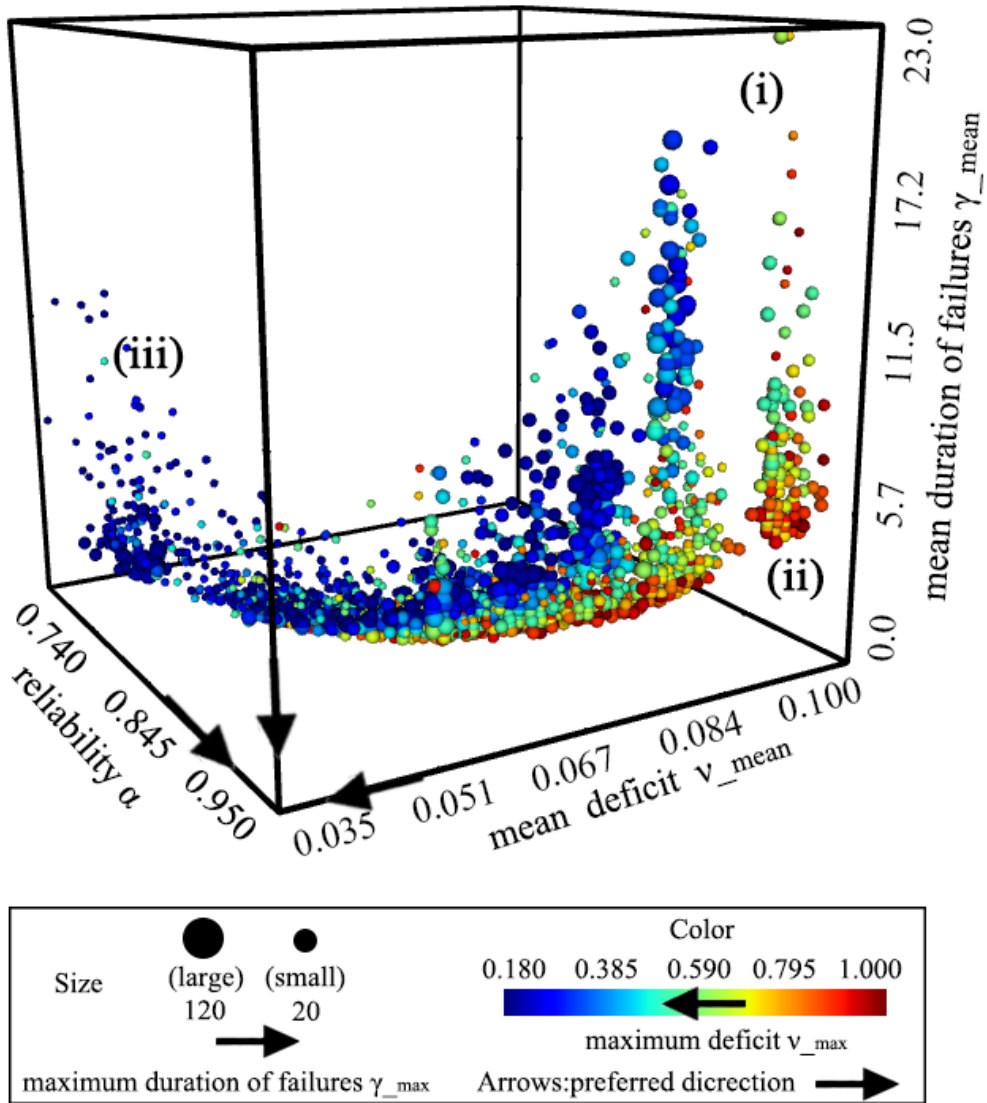 (i)
(ii)
(iii)
23.0
17.2
11.5
5.7
0.0
mean duration of failures γ_mean
0.740
0.845
0.950
reliability α
0.035
0.051
0.067
0.084
0.100
mean deficit ν_mean
Size
(large) (small)
120 20
maximum duration of failures γ_max
Color
0.180 0.385 0.590 0.795 1.000
maximum deficit ν_max
Arrows:preferred dicrection